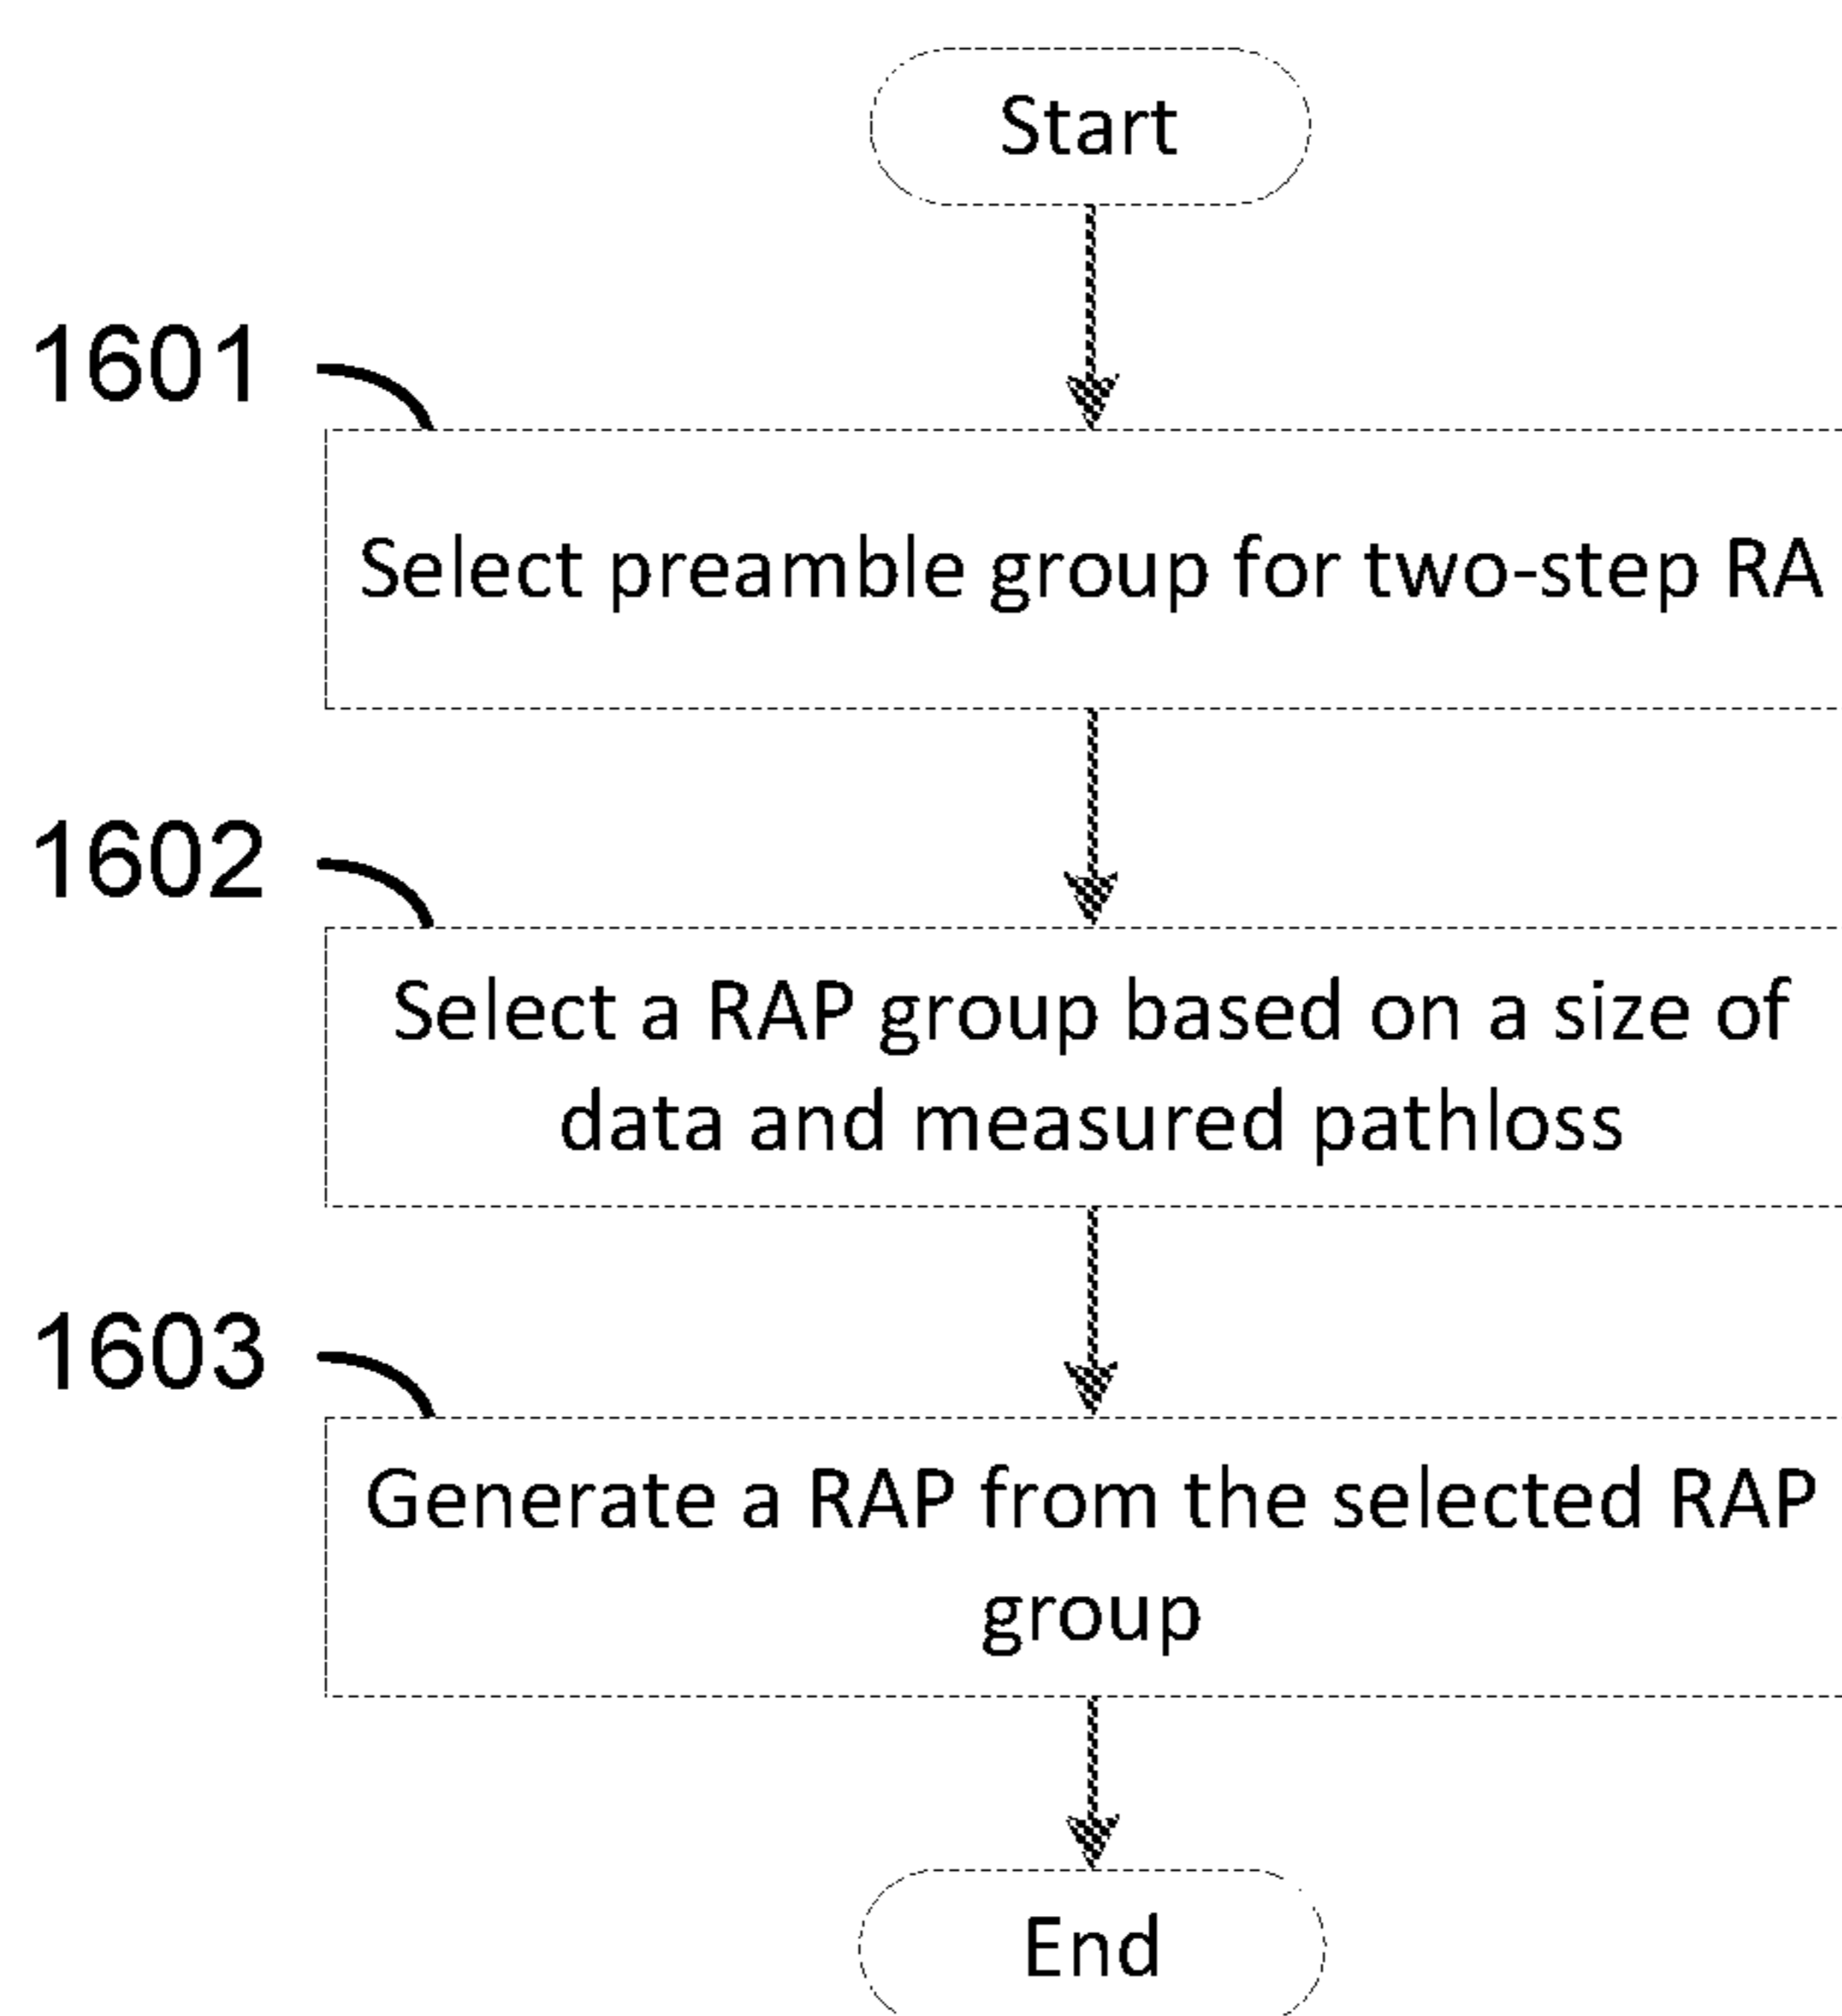 Start
1601
Select preamble group for two-step RA
1602
Select a RAP group based on a size of
data and measured pathloss
1603
Generate a RAP from the selected RAP
group
End